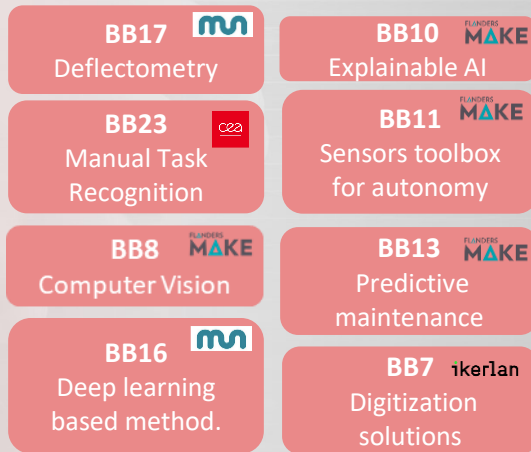 BB17
mun
Deflectometry
BB23
cea
Manual Task
Recognition
BB8
FLANDERS
MAKE
Computer Vision
BB16
mun
Deep learning
based method.
BB10
FLANDERS
MAKE
Explainable AI
BB11
FLANDERS
MAKE
Sensors toolbox
for autonomy
BB13
FLANDERS
MAKE
Predictive
maintenance
BB7
ikerlan
Digitization
solutions